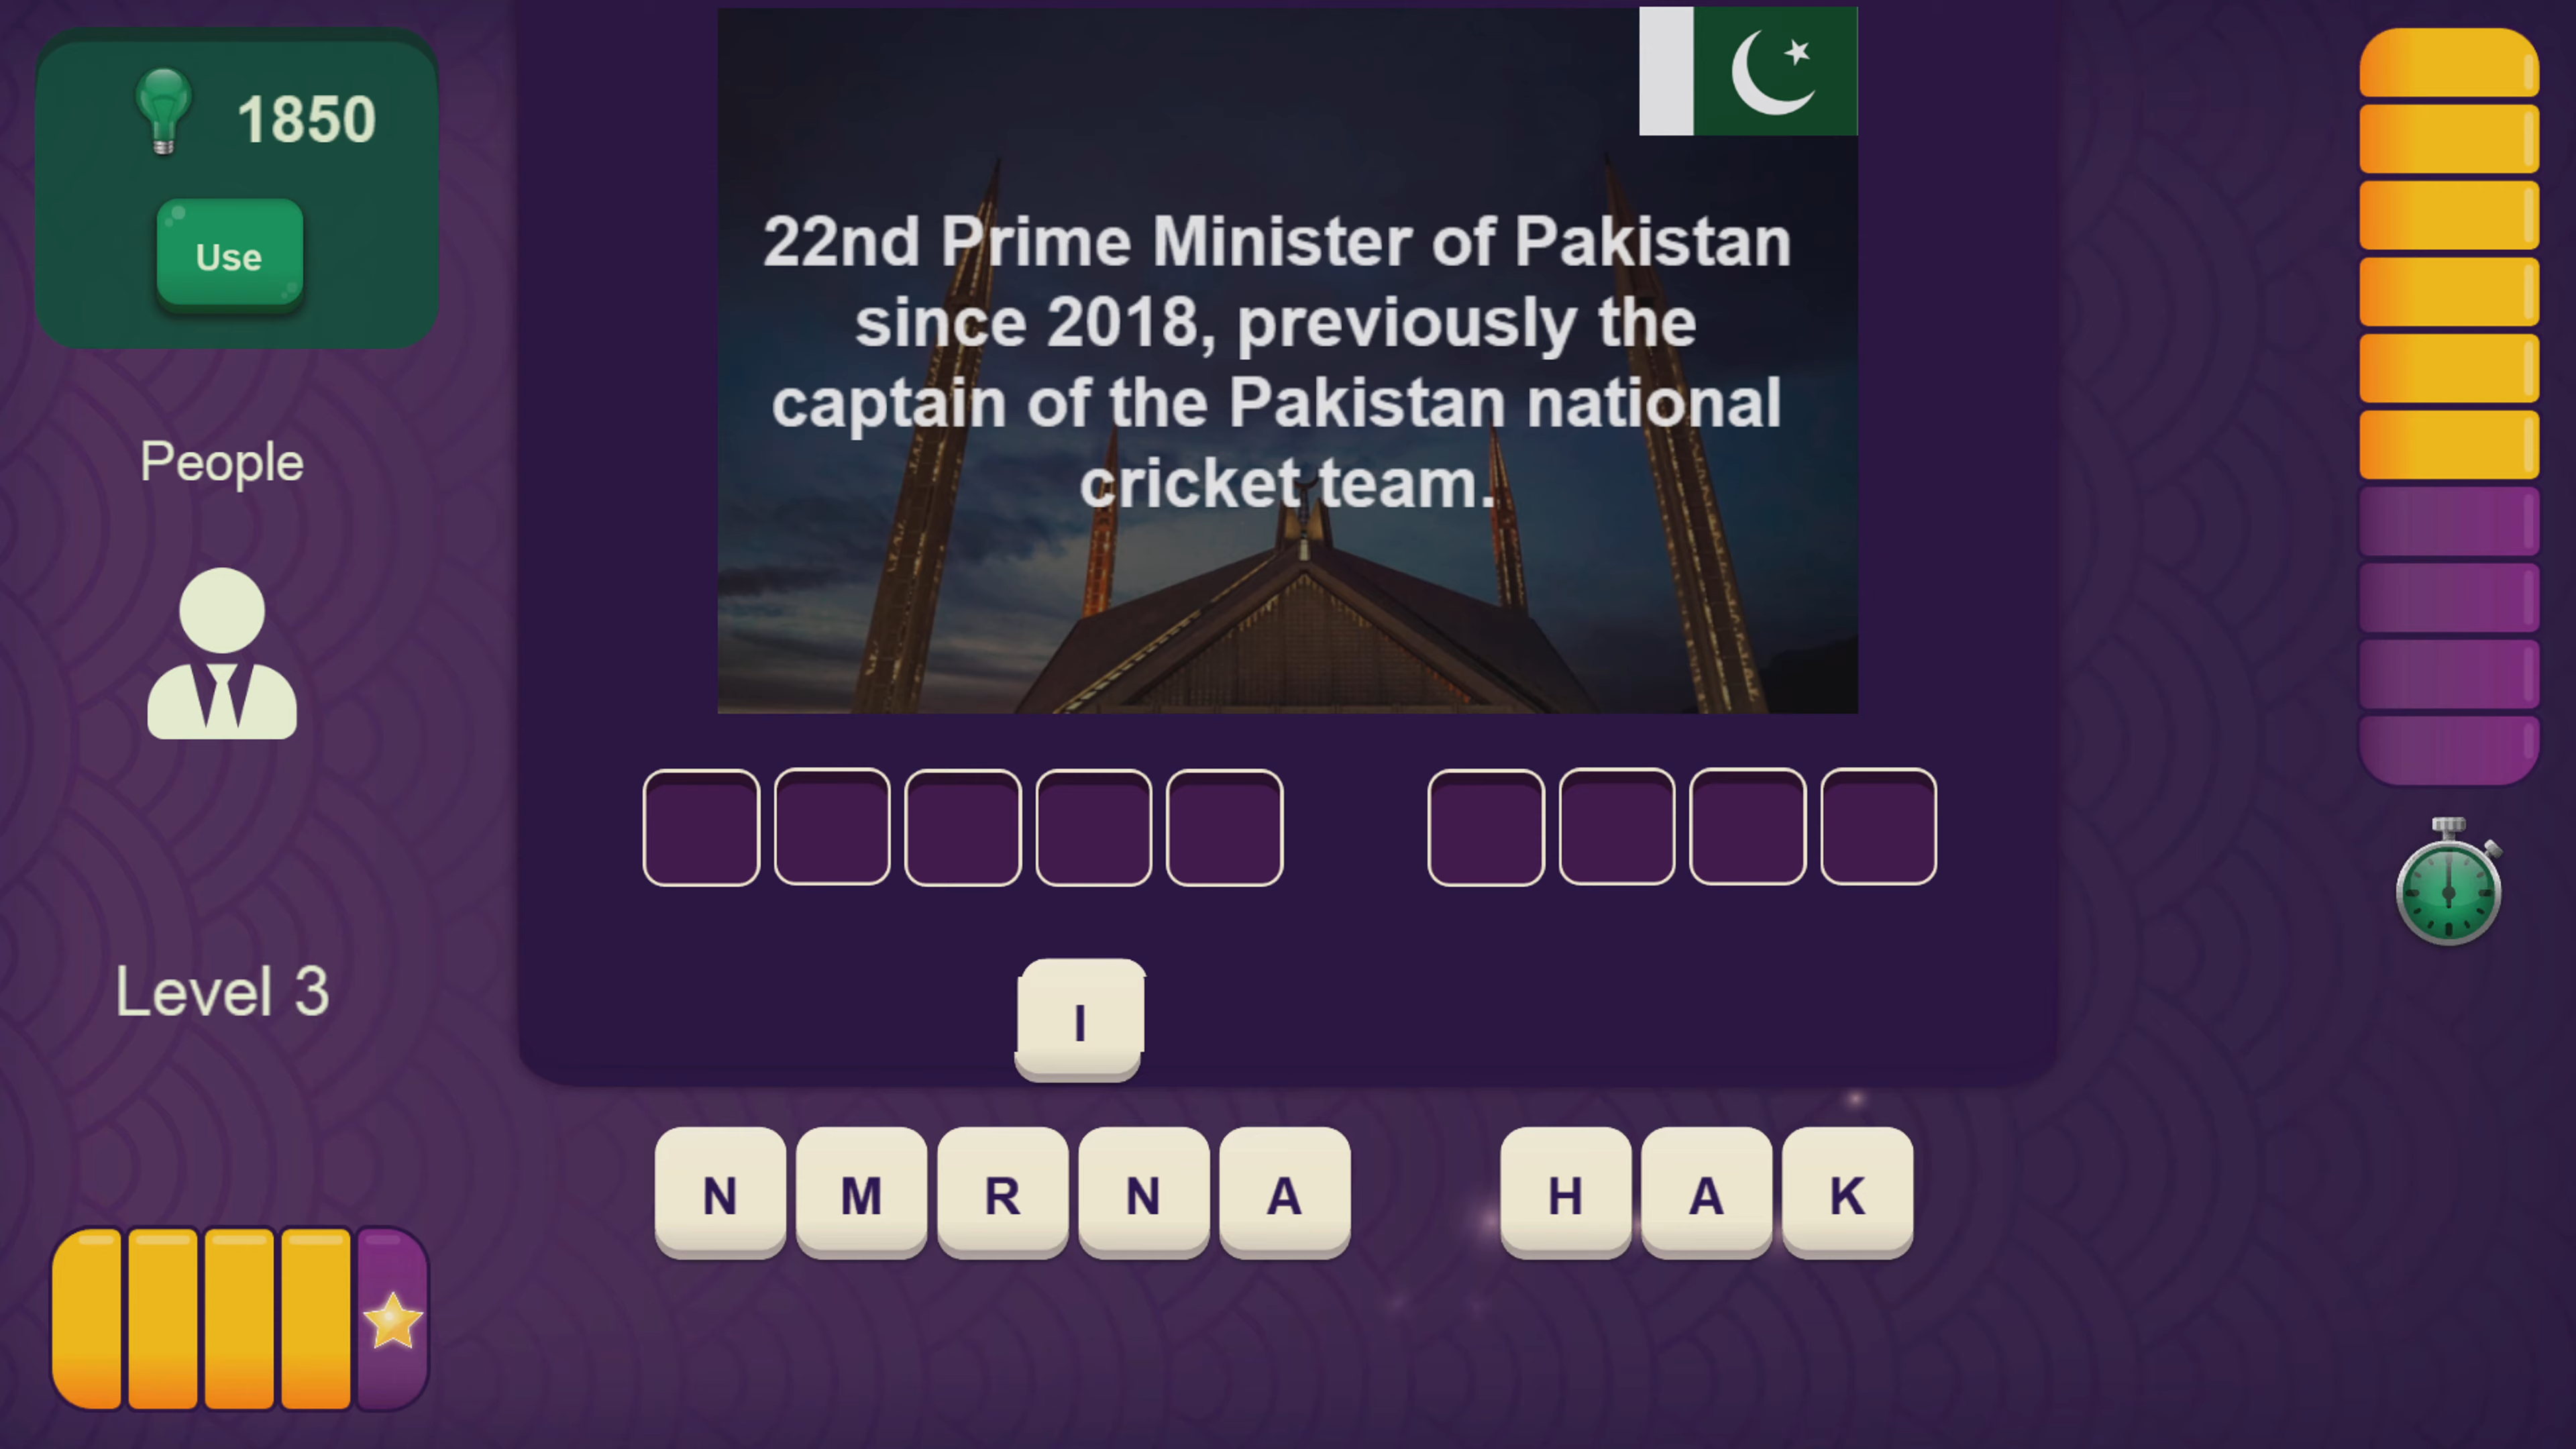 1850
Use
People
Level 3
22nd Prime Minister of Pakistan
since 2018, previously the
captain of the Pakistan national
cricket team.
I
N M R N A H A K